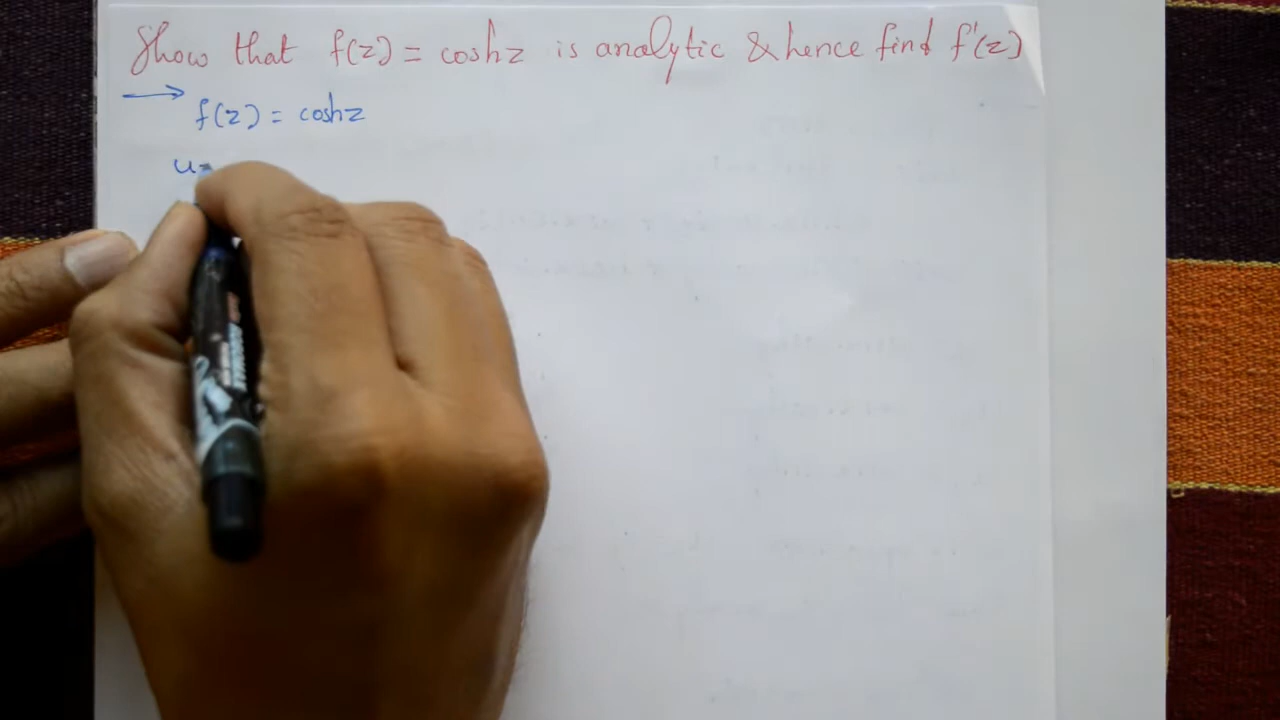 Show that f(z) = coshz is analytic & hence find f'(z)
→ f(z) = coshz
u=